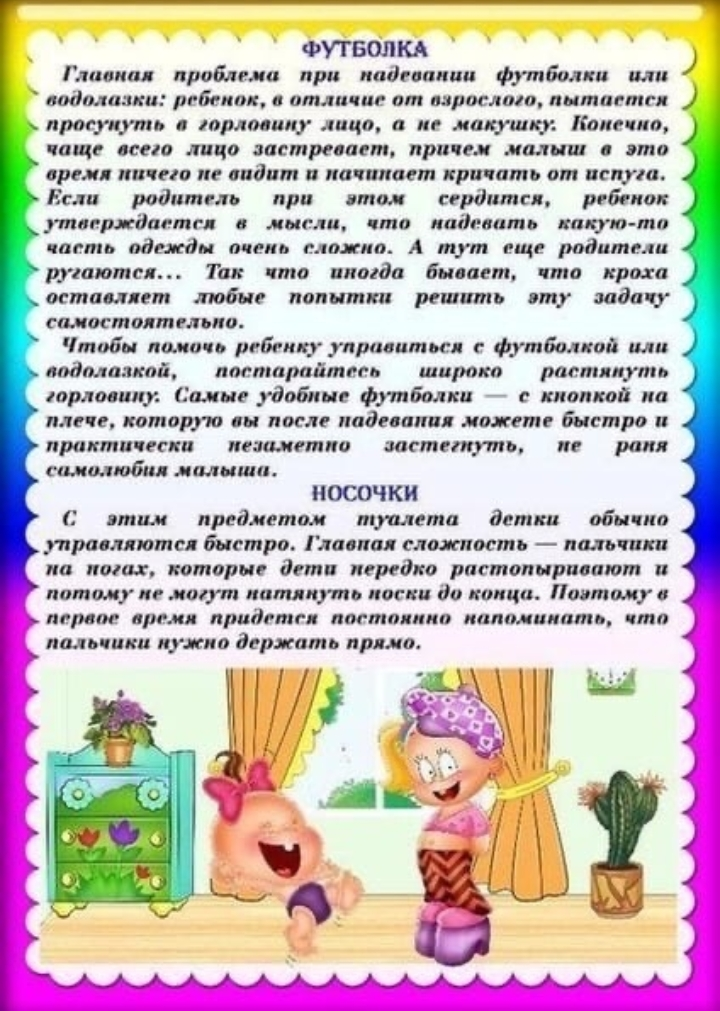 ФУТБОЛКА
Главная проблема при надевании футболки или
водолазки: ребенок, в отличие от взрослого, пытается
просунуть в горловину лицо, а не макушку. Конечно,
чаще всего лицо застревает, причем малыш в это
время ничего не видит и начинает кричать от испуга.
Если родитель при этом сердится, ребенок
утверждается в мысли, что надевать какую-то
часть одежды очень сложно. А тут еще родители
ругаются... Так что иногда бывает, что кроха
оставляет любые попытки решить эту задачу
самостоятельно.
Чтобы помочь ребенку управиться с футболкой или
водолазкой, постарайтесь широко растянуть
горловину. Самые удобные футболки — с кнопкой на
плече, которую вы после надевания можете быстро и
практически незаметно застегнуть, не раня
самолюбия малыша.
НОСОЧКИ
С этим предметом туалета детки обычно
управляются быстро. Главная сложность — пальчики
на ногах, которые дети нередко растопыривают и
потому не могут натянуть носки до конца. Поэтому в
первое время придется постоянно напоминать, что
пальчики нужно держать прямо.